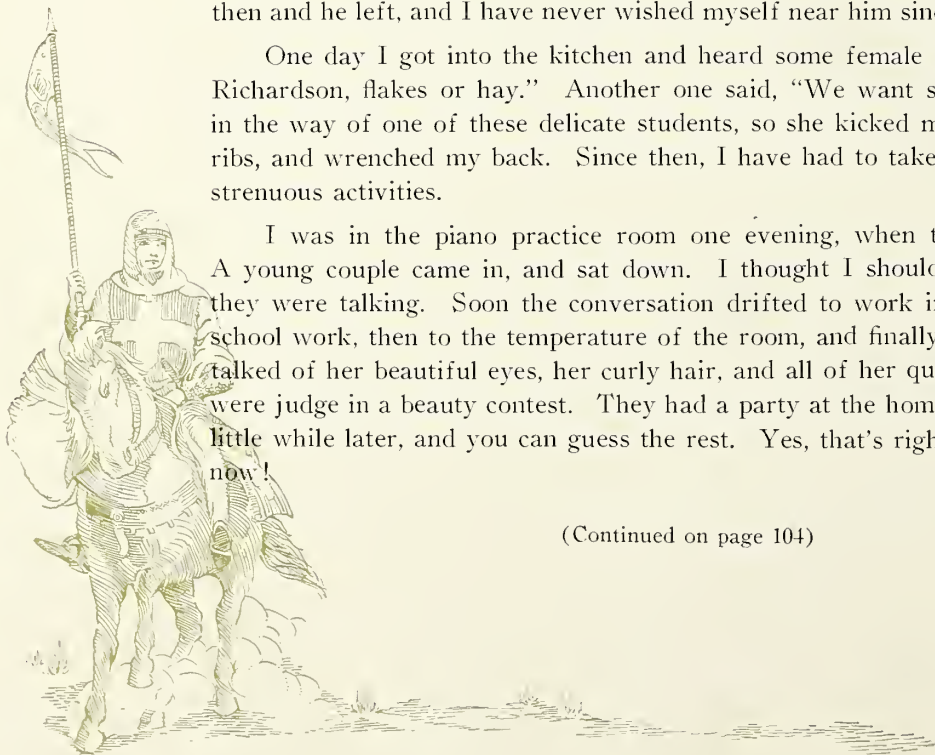 then and he left, and I have never wished myself near him
One day I got into the kitchen and heard some female
Richardson, flakes or hay.” Another one said, “We want
in the way of one of these delicate students, so she kicked
ribs, and wrenched my back. Since then, I have had to take
strenuous activities.
I was in the piano practice room one evening, when
A young couple came in, and sat down. I thought I
they were talking. Soon the conversation drifted to work
school work, then to the temperature of the room, and finally
talked of her beautiful eyes, her curly hair, and all of her
were judge in a beauty contest. They had a party at the
little while later, and you can guess the rest. Yes, that's
now!
(Continued on page 104)